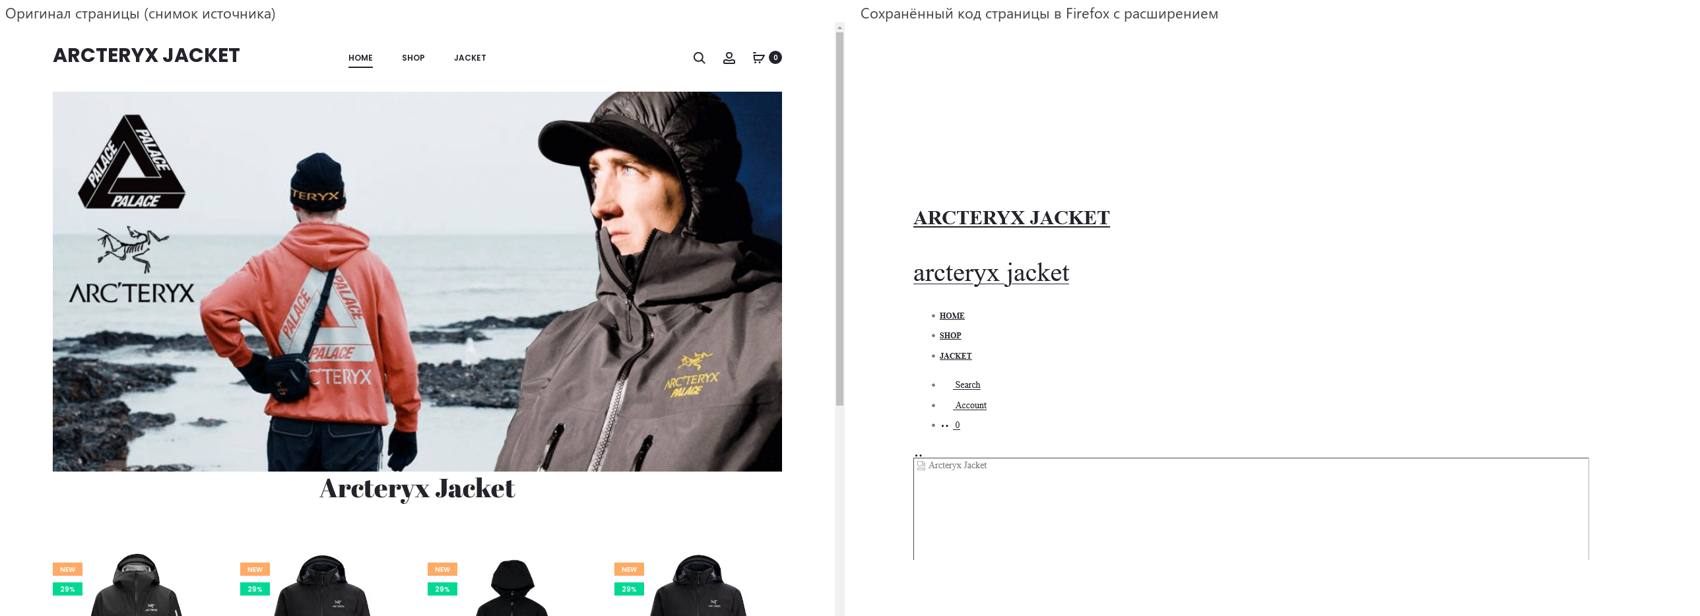 Оригинал страницы (снимок источника)
ARCTERYX JACKET
HOME SHOP JACKET
0
PALACE
PALACE
PALACE
ARC'TERYX
TERYX
PALACE
PALACE
PALACE
ARC'TERYX
PALACE
Arcteryx Jacket
NEW NEW NEW NEW
29% 29% 29% 29%
Сохранённый код страницы в Firefox с расширением
ARCTERYX JACKET
arcteryx jacket
HOME
SHOP
JACKET
Search
Account
0
Arcteryx Jacket